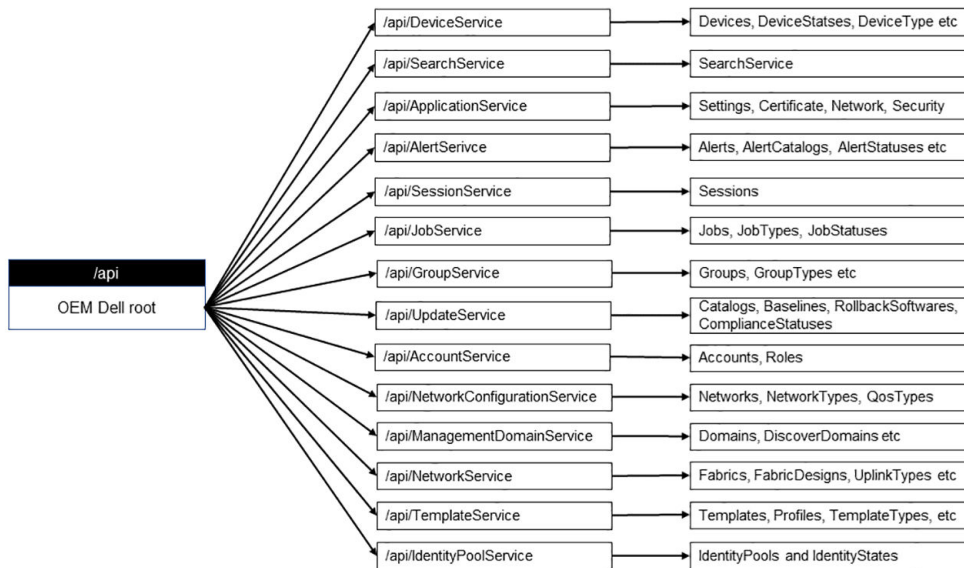 /api/DeviceService
Devices, DeviceStatses, DeviceType etc
/api/SearchService
SearchService
/api/ApplicationService
Settings, Certificate, Network, Security
/api/AlertSerivce
Alerts, AlertCatalogs, AlertStatuses etc
/api/SessionService
Sessions
/api/JobService
Jobs, JobTypes, JobStatuses
/api
OEM Dell root
/api/GroupService
Groups, GroupTypes etc
/api/UpdateService
Catalogs, Baselines, RollbackSoftwares,
ComplianceStatuses
/api/AccountService
Accounts, Roles
/api/NetworkConfigurationService
Networks, NetworkTypes, QosTypes
/api/ManagementDomainService
Domains, DiscoverDomains etc
/api/NetworkService
Fabrics, FabricDesigns, UplinkTypes etc
/api/TemplateService
Templates, Profiles, TemplateTypes, etc
/api/IdentityPoolService
IdentityPools and IdentityStates